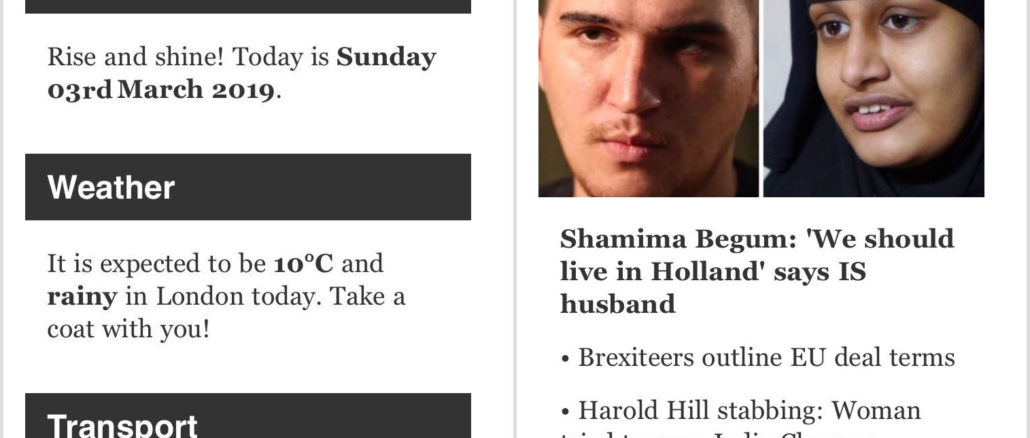 Rise and shine! Today is Sunday
03rd March 2019.
Weather
It is expected to be 10°C and
rainy in London today. Take a
coat with you!
Transport
Shamima Begum: 'We should
live in Holland' says IS
husband
• Brexiteers outline EU deal terms
• Harold Hill stabbing: Woman